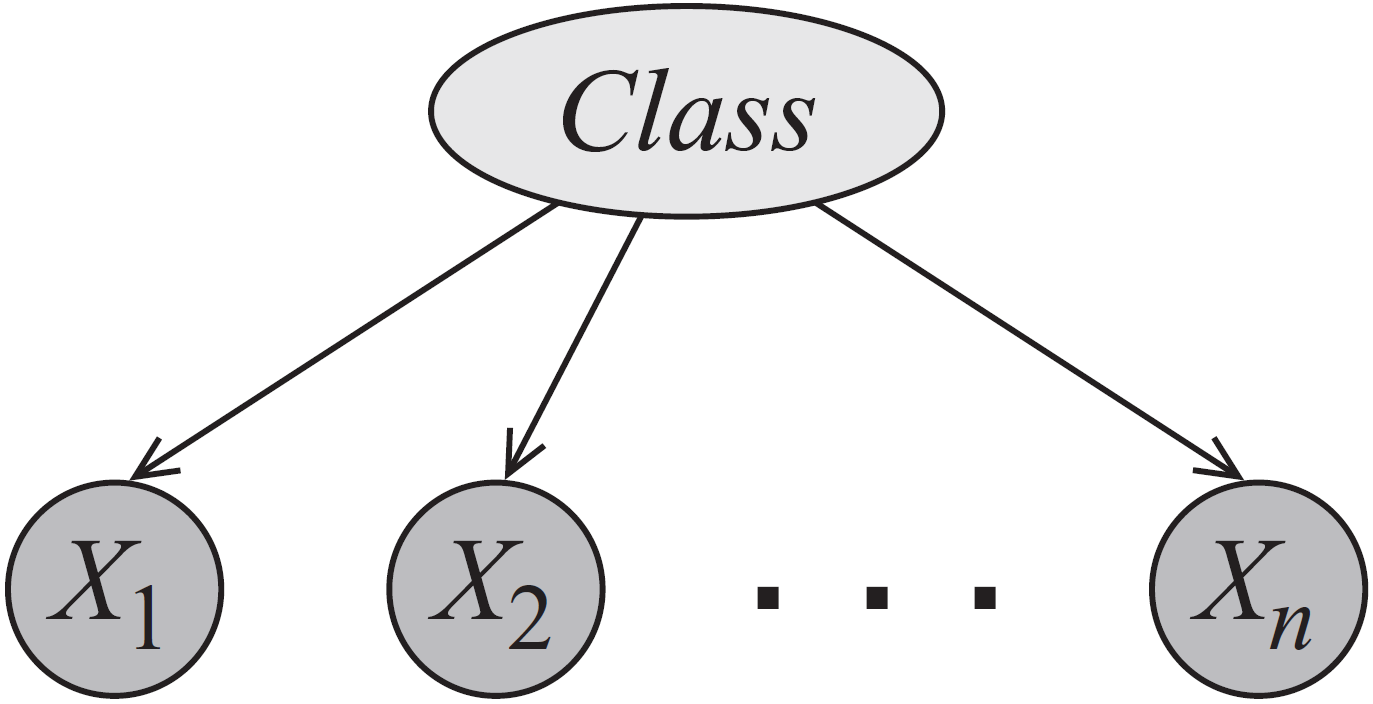 Class
X1 X2 . . . Xn